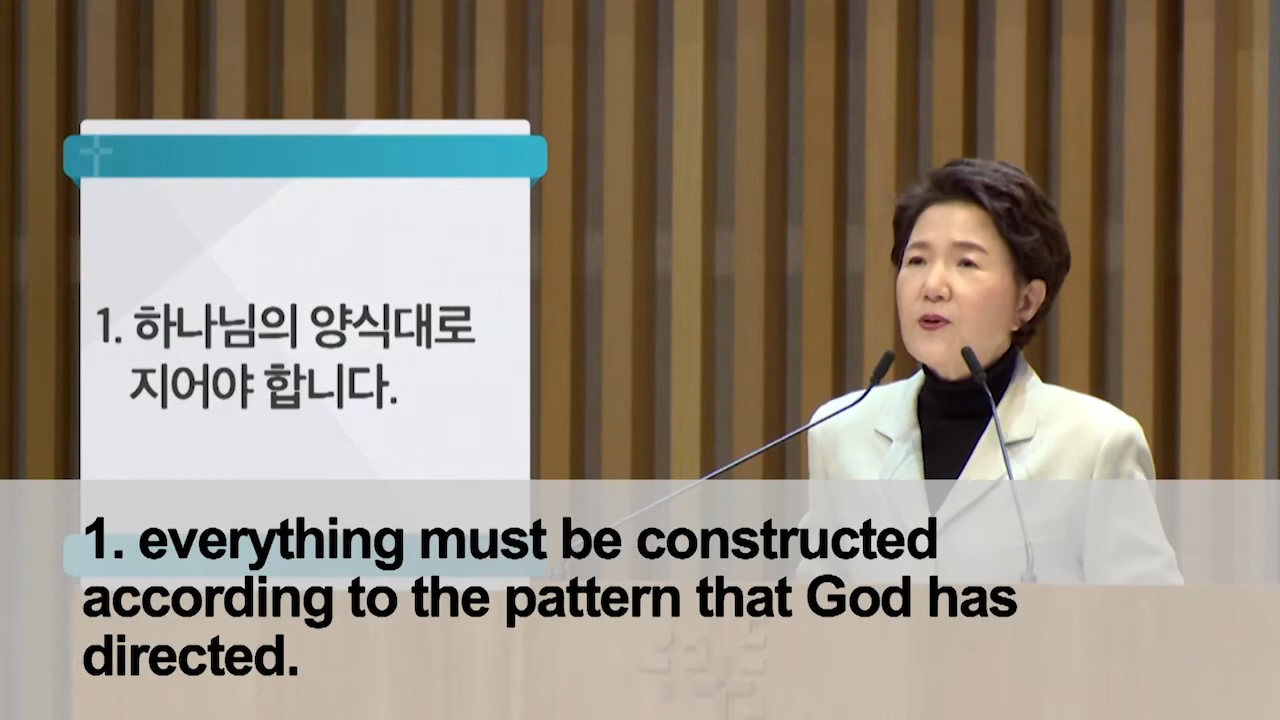 1. 하나님의 양식대로
지어야 합니다.
1. everything must be constructed
according to the pattern that God has
directed.